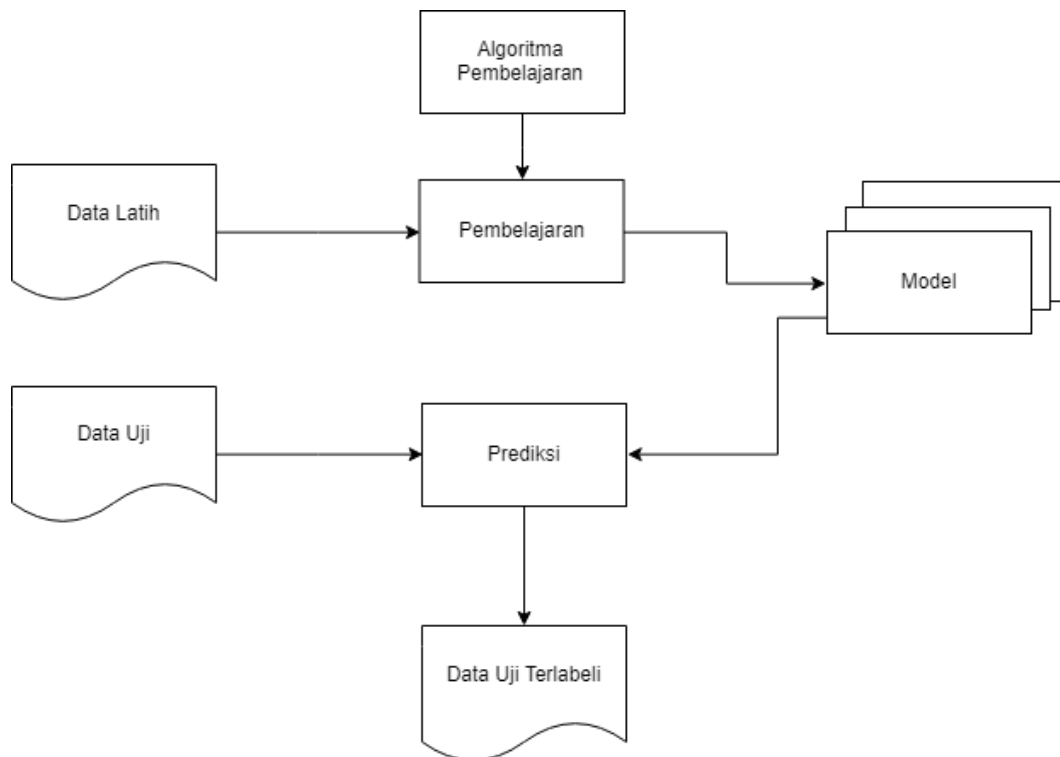 Algoritma
Pembelajaran
Data Latih
Pembelajaran
Model
Data Uji
Prediksi
Data Uji Terlabeli